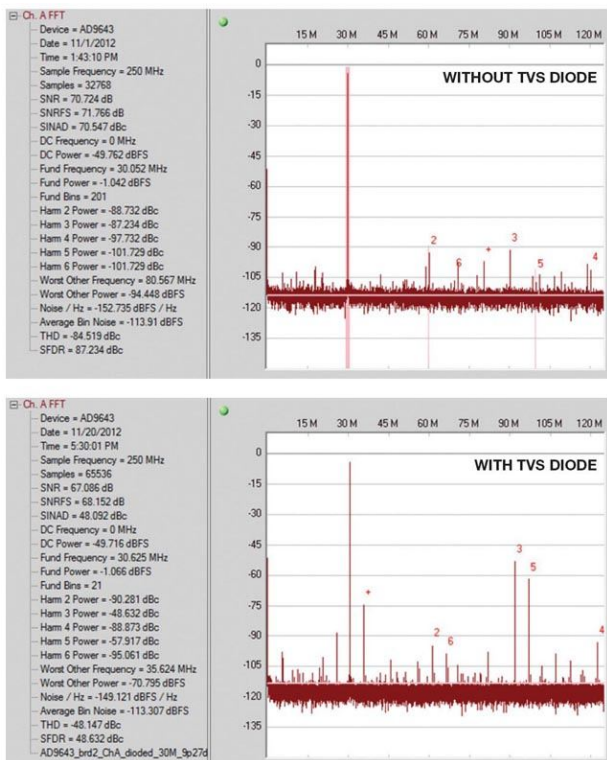 Ch. A FFT
Device = AD9643
Date = 11/1/2012
Time = 1:43:10 PM
Sample Frequency = 250 MHz
Samples = 32768
SNR = 70.724 dB
SNRFS = 71.766 dB
SINAD = 70.547 dBc
DC Frequency = 0 MHz
DC Power = -49.762 dBFS
Fund Frequency = 30.052 MHz
Fund Power = -1.042 dBFS
Fund Bins = 201
Harm 2 Power = -88.732 dBc
Harm 3 Power = -87.234 dBc
Harm 4 Power = -97.732 dBc
Harm 5 Power = -101.729 dBc
Harm 6 Power = -101.729 dBc
Worst Other Frequency = 80.567 MHz
Worst Other Power = -94.448 dBFS
Noise / Hz = -152.735 dBFS / Hz
Average Bin Noise = -113.91 dBFS
THD = -84.519 dBc
SFDR = 87.234 dBc
15 M 30 M 45 M 60 M 75 M 90 M 105 M 120 M
WITHOUT TVS DIODE
0
-15
-30
-45
-60
-75
-90
-105
-120
-135
2 6 * 3 5 4
Ch. A FFT
Device = AD9643
Date = 11/20/2012
Time = 5:30:01 PM
Sample Frequency = 250 MHz
Samples = 65536
SNR = 67.086 dB
SNRFS = 68.152 dB
SINAD = 48.092 dBc
DC Frequency = 0 MHz
DC Power = -49.716 dBFS
Fund Frequency = 30.625 MHz
Fund Power = -1.066 dBFS
Fund Bins = 21
Harm 2 Power = -90.281 dBc
Harm 3 Power = -48.632 dBc
Harm 4 Power = -88.873 dBc
Harm 5 Power = -57.917 dBc
Harm 6 Power = -95.061 dBc
Worst Other Frequency = 35.624 MHz
Worst Other Power = -70.795 dBFS
Noise / Hz = -149.121 dBFS / Hz
Average Bin Noise = -113.307 dBFS
THD = -48.147 dBc
SFDR = 48.632 dBc
AD9643_brd2_ChA_dioded_30M_9p27d
15 M 30 M 45 M 60 M 75 M 90 M 105 M 120 M
WITH TVS DIODE
0
-15
-30
-45
-60
-75
-90
-105
-120
-135
* 2 6 3 5 4